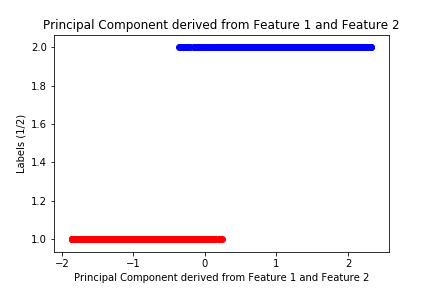 Principal Component derived from Feature 1 and Feature 2
2.0
1.8
1.6
1.4
1.2
1.0
Labels (1/2)
−2 −1 0 1 2
Principal Component derived from Feature 1 and Feature 2